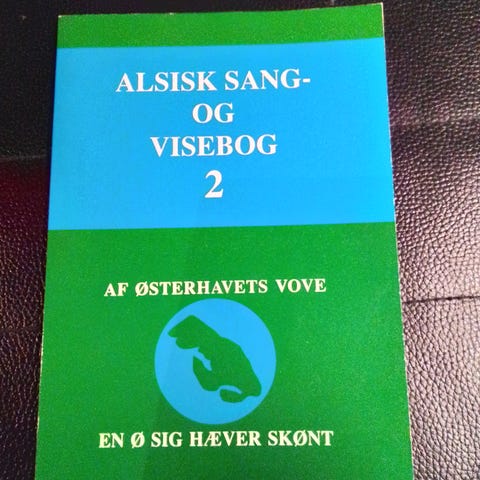 ALSISK SANG-
OG
VISEBOG
2
AF ØSTERHAVETS VOVE
EN Ø SIG HÆVER SKØNT